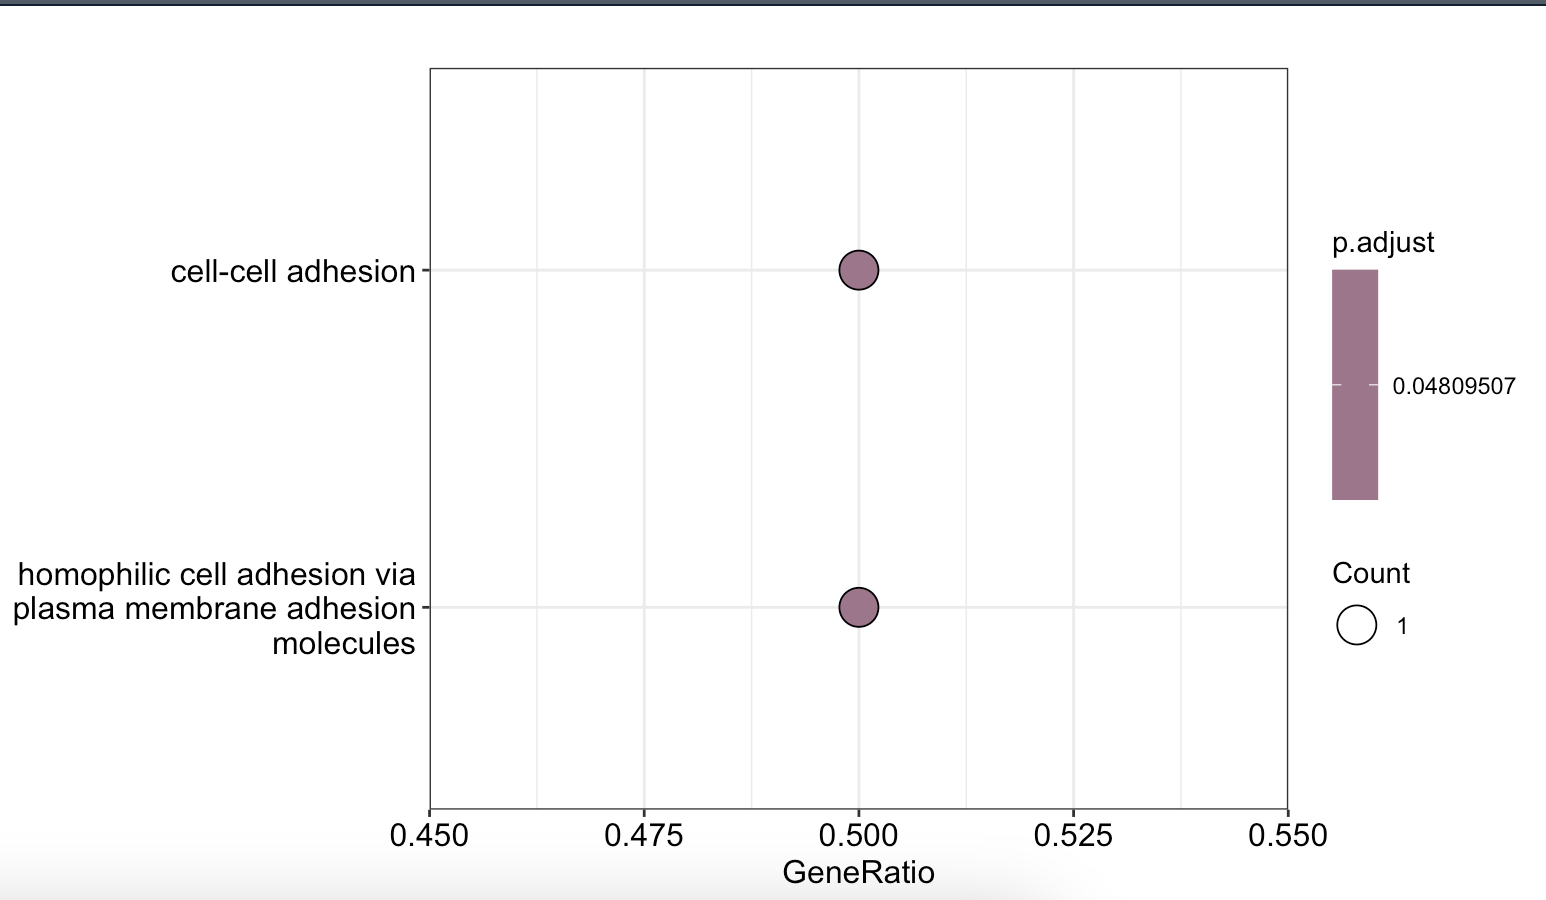 cell-cell adhesion
homophilic cell adhesion via
plasma membrane adhesion
molecules
0.450
0.475
0.500
0.525
0.550
GeneRatio
p.adjust
0.04809507
Count
1